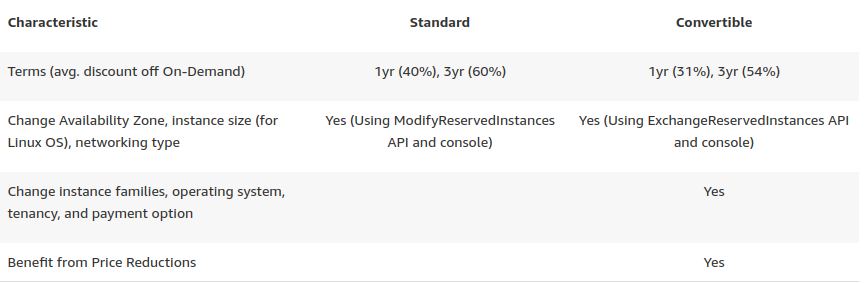 Characteristic Standard Convertible
Terms (avg. discount off On-Demand) 1yr (40%), 3yr (60%) 1yr (31%), 3yr (54%)
Change Availability Zone, instance size (for Yes (Using ModifyReservedInstances Yes (Using ExchangeReservedInstances API
Linux OS), networking type API and console) and console)
Change instance families, operating system, Yes
tenancy, and payment option
Benefit from Price Reductions Yes